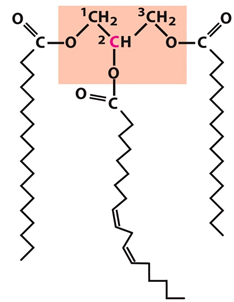 O 1CH2 3CH2 O
C O 2CH O C
O
O C